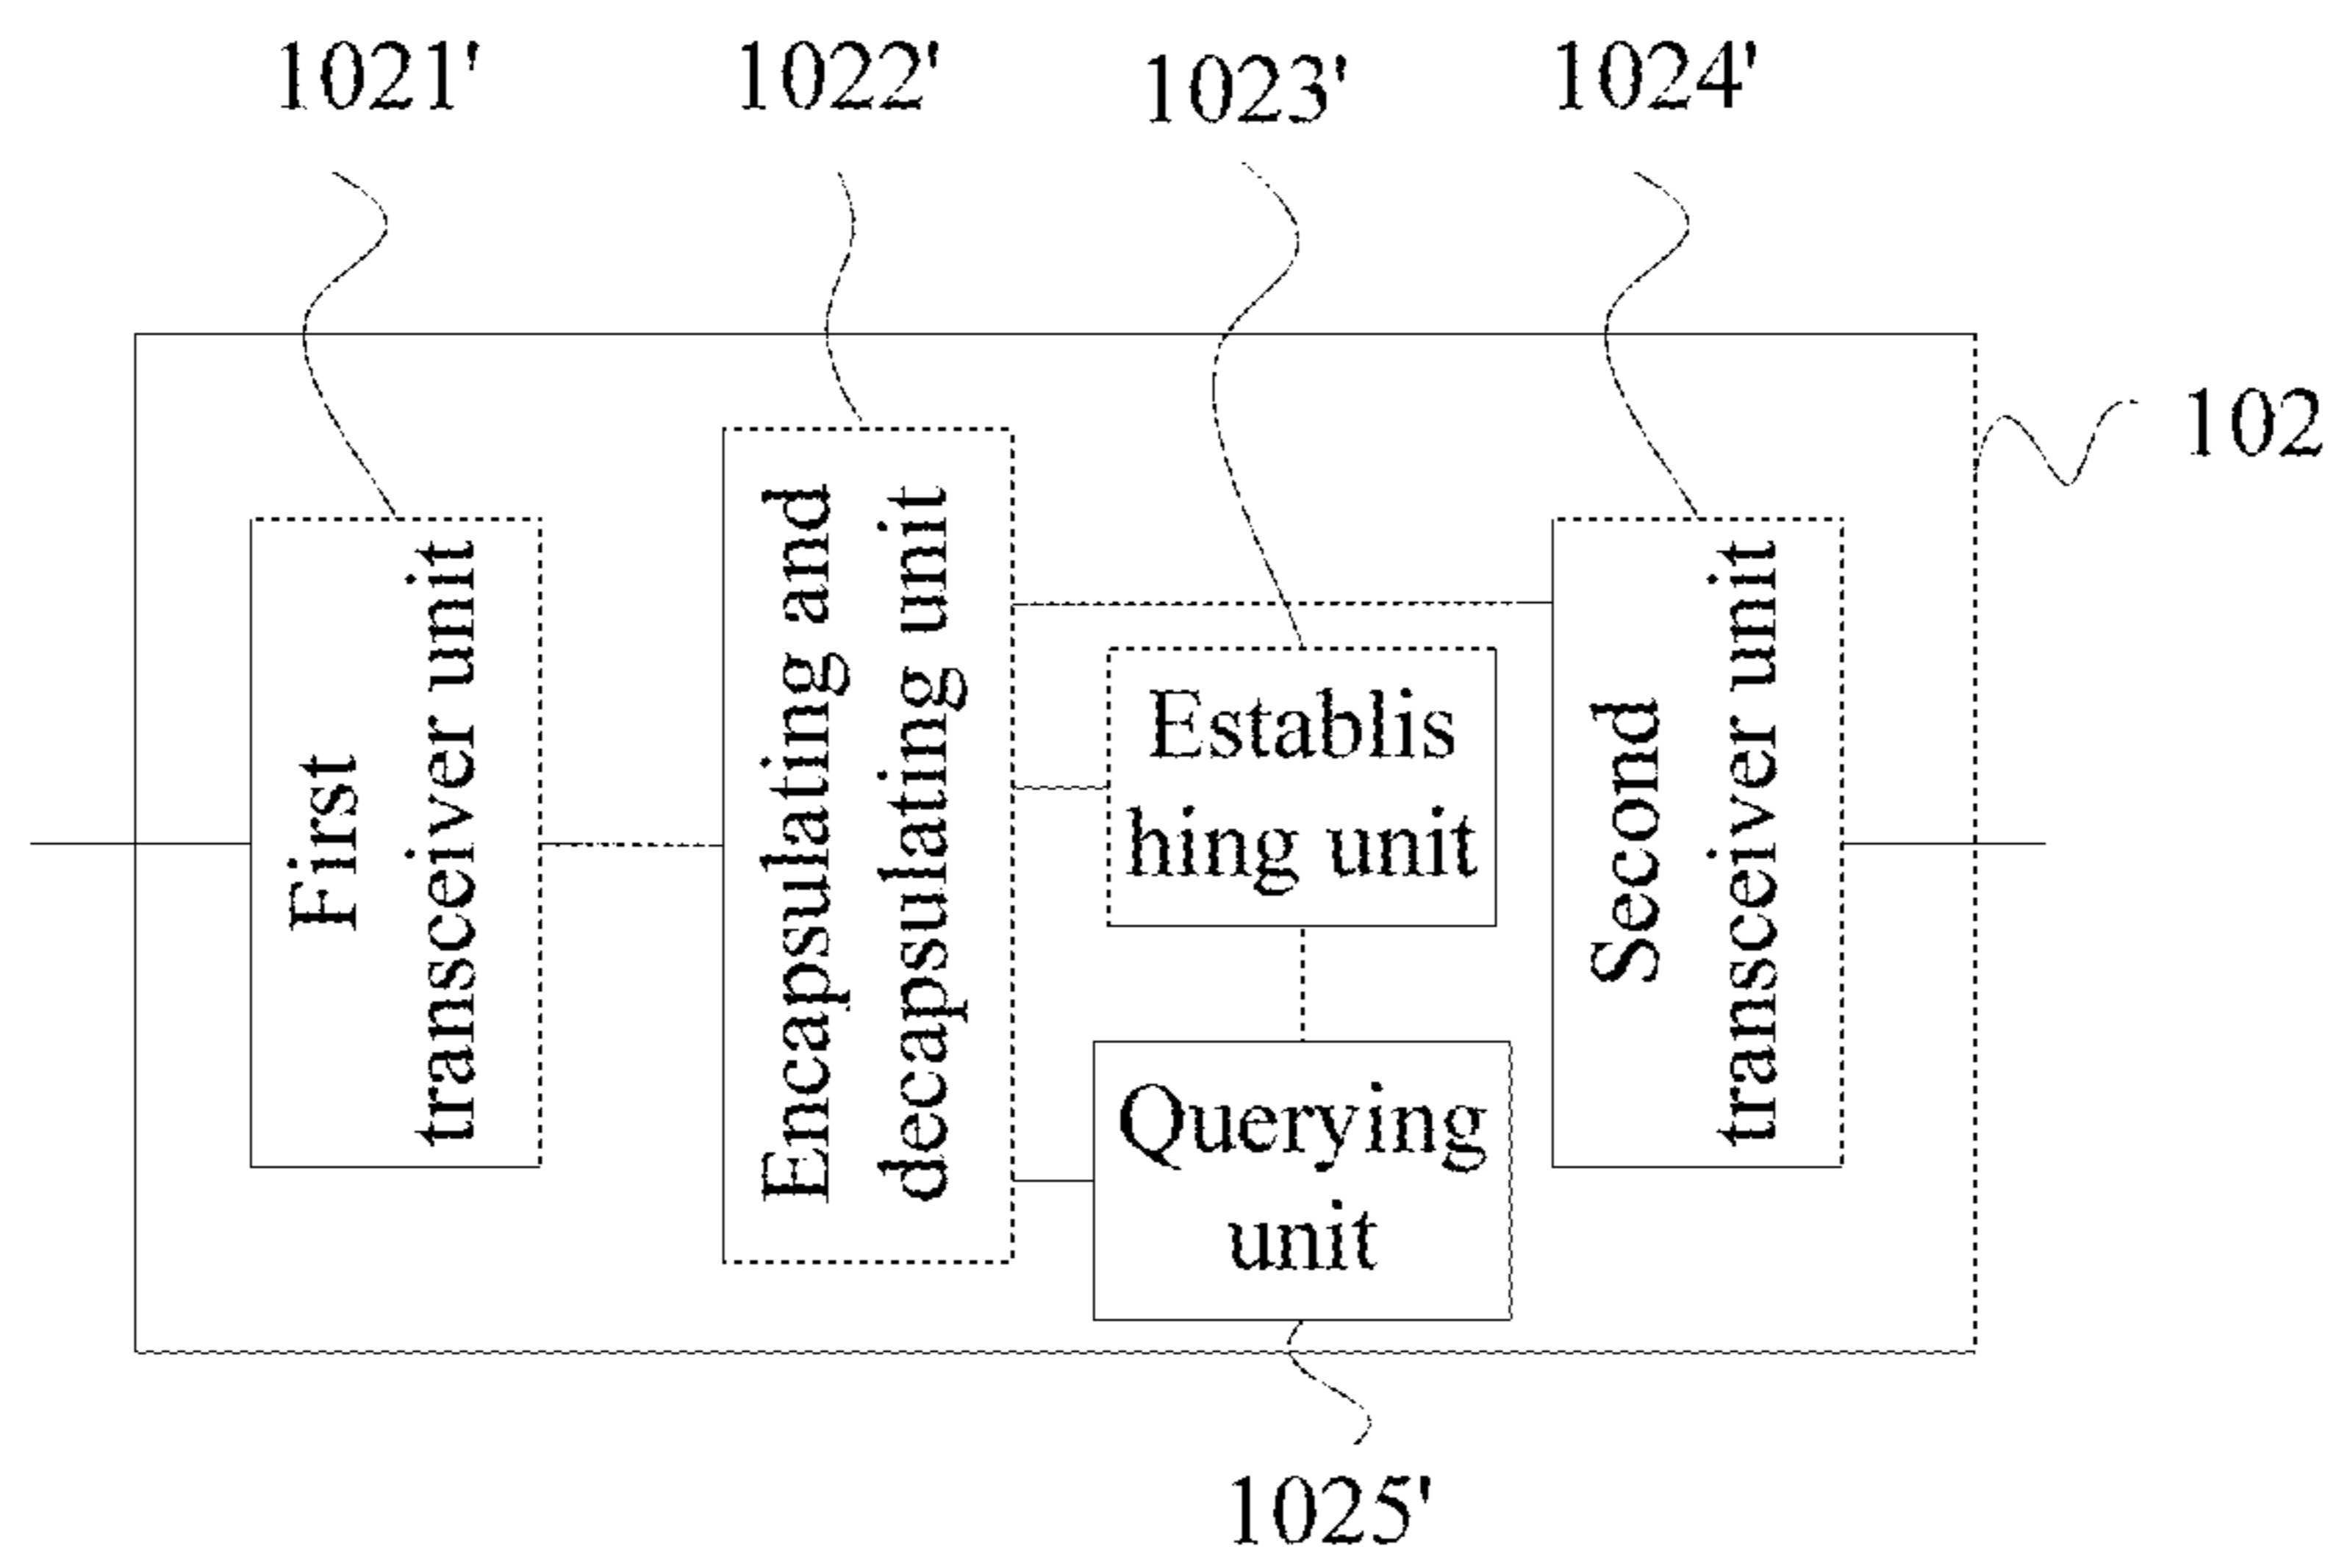 1021'
1022'
1023'
1024'
102
First
transceiver unit
Encapsulating and
decapsulating unit
Establis
hing unit
Querying
unit
Second
transceiver unit
1025'